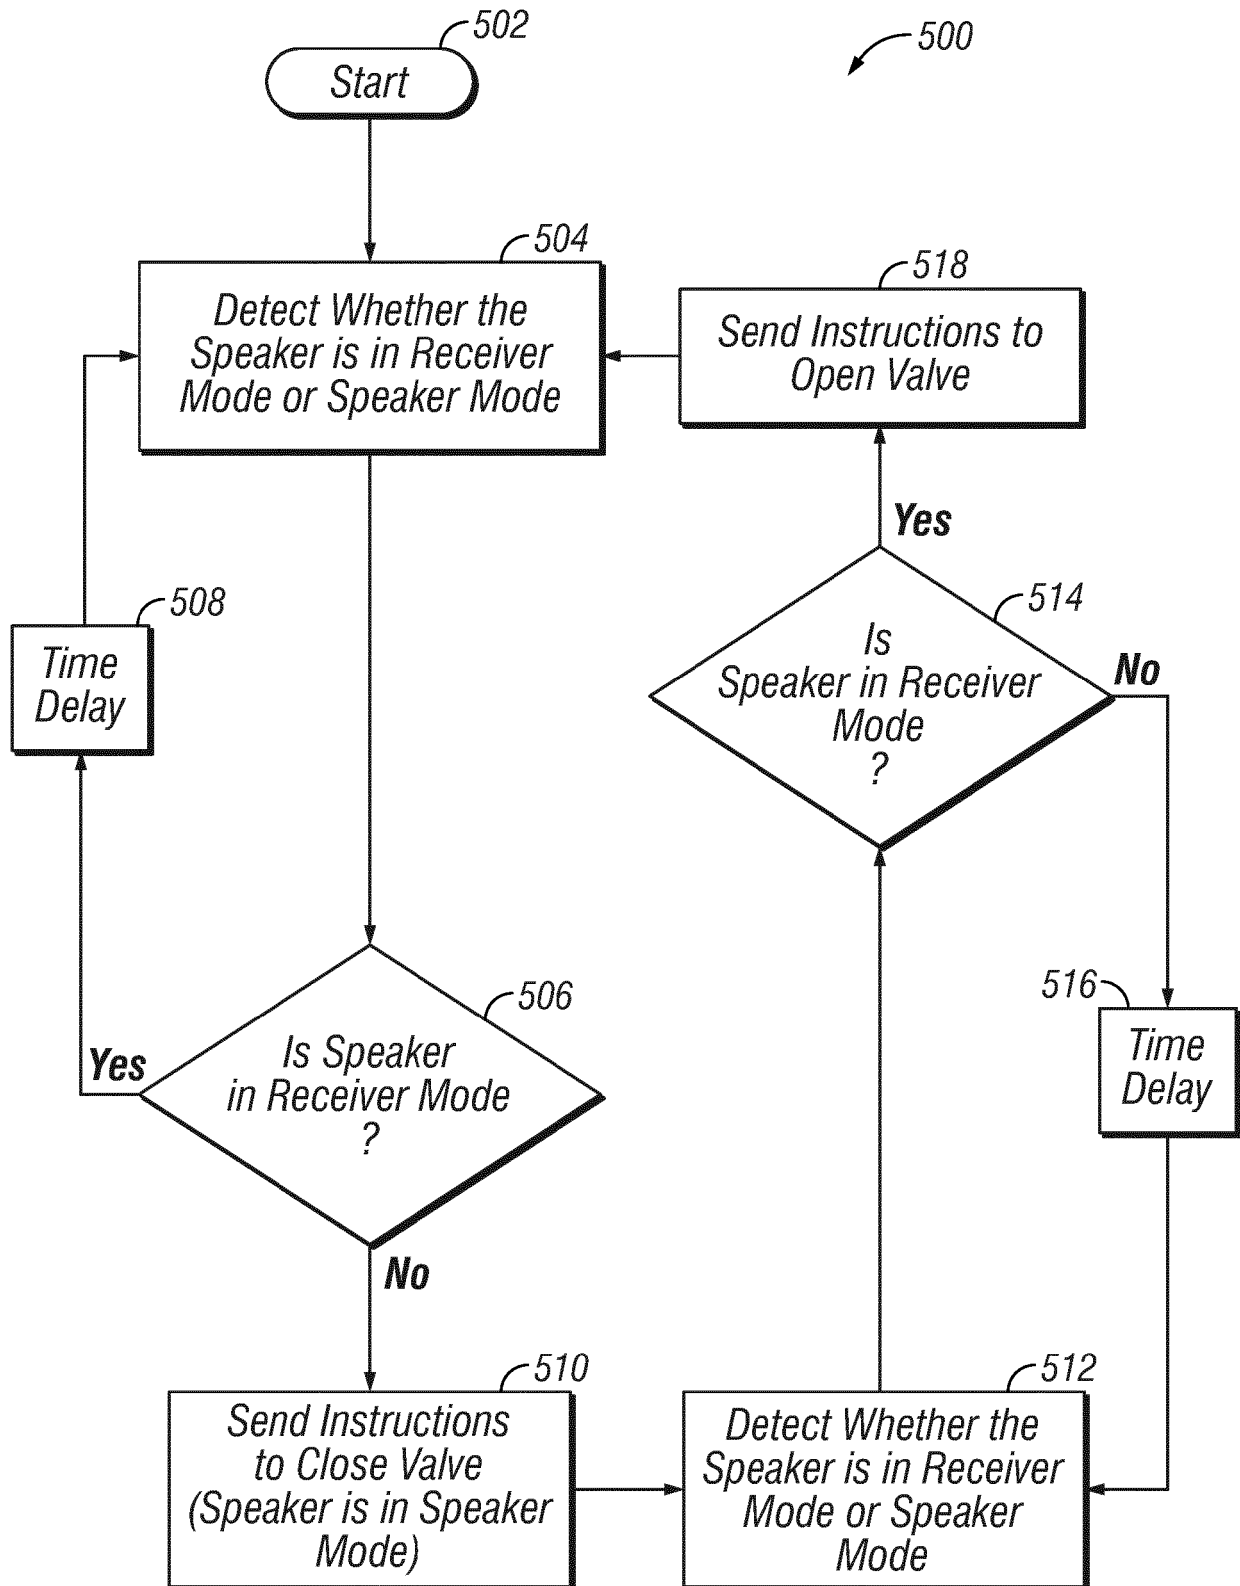 502
500
Start
504
Detect Whether the
Speaker is in Receiver
Mode or Speaker Mode
518
Send Instructions to
Open Valve
Yes
508
Time
Delay
514
Is
Speaker in Receiver
Mode
?
No
506
Is Speaker
in Receiver Mode
?
Yes
No
516
Time
Delay
510
Send Instructions
to Close Valve
(Speaker is in Speaker
Mode)
512
Detect Whether the
Speaker is in Receiver
Mode or Speaker
Mode